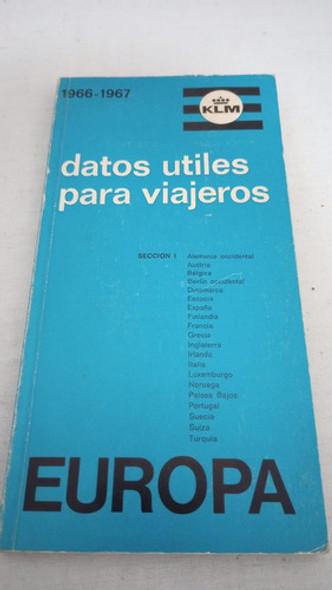 1966-1967
KLM
datos utiles
para viajeros
SECCION I
Alemania occidental
Austria
Bélgica
Berlín occidental
Dinamarca
Escocia
España
Finlandia
Francia
Grecia
Inglaterra
Irlanda
Italia
Luxemburgo
Noruega
Países Bajos
Portugal
Suecia
Suiza
Turquía
EUROPA